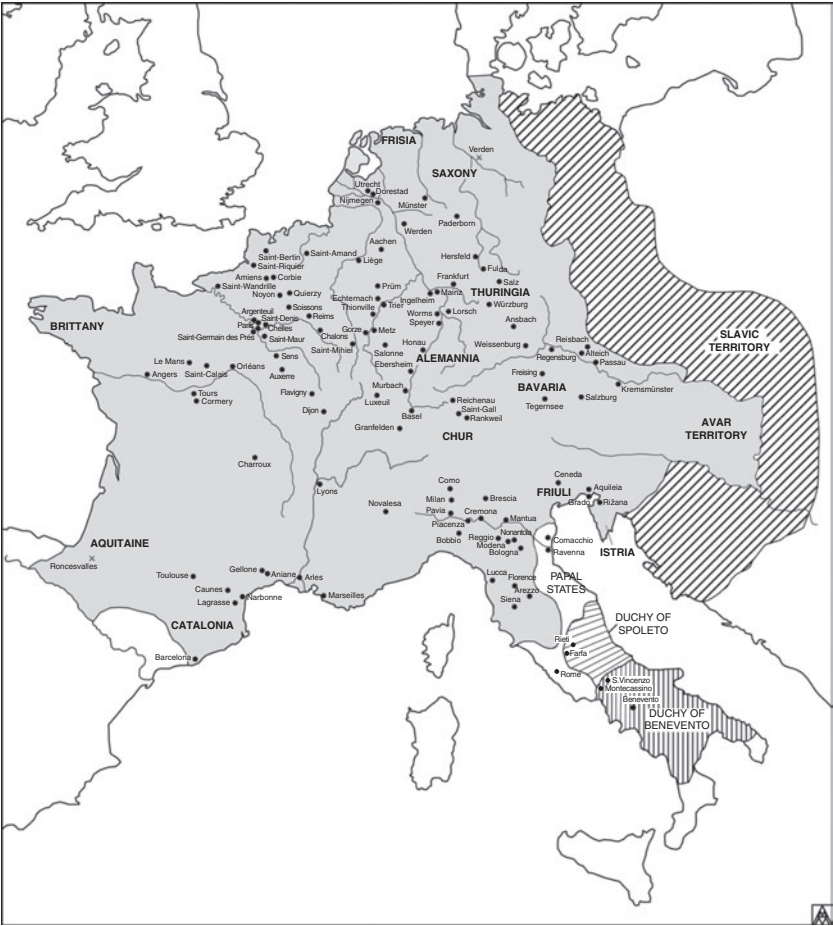 FRISIA
Verden
SAXONY
Utrecht
Dorestad
Nijmegen
Münster
Paderborn
Werden
Aachen
Saint-Bertin
Saint-Amand
Liège
Hersfeld
Saint-Riquier
Fulda
Amiens
Corbie
Salz
Saint-Wandrille
Prüm
Frankfurt
Noyon
Quierzy
Echternach
Ingelheim
Mainz
THURINGIA
Thionville
Trier
Würzburg
Soissons
Argenteuil
Saint-Denis
Reims
Worms
Lorsch
BRITTANY
Paris
Chelles
Gorze
Metz
Speyer
Ansbach
Saint-Germain des Prés
Saint-Maur
Chalons
Honau
SLAVIC
TERRITORY
Saint-Mihiel
Salonne
Weissenburg
Reisbach
Sens
ALEMANNIA
Regensburg
Alteich
Le Mans
Ebersheim
Passau
Saint-Calais
Orléans
Angers
Auxerre
Freising
Murbach
BAVARIA
Kremsmünster
Tours
Flavigny
Luxeuil
Reichenau
Salzburg
Cormery
Tegernsee
Dijon
Basel
Saint-Gall
Rankweil
Granfelden
CHUR
AVAR
TERRITORY
Charroux
Ceneda
Lyons
Como
FRIULI
Aquileia
Novalesa
Milan
Brescia
Grado
Rižana
Pavia
Cremona
Piacenza
Mantua
Bobbio
Reggio
Nonantola
Modena
Comacchio
AQUITAINE
Bologna
Ravenna
ISTRIA
Roncesvalles
Gellone
Aniane
Arles
Toulouse
Lucca
Florence
PAPAL
STATES
Caunes
Arezzo
Narbonne
Marseilles
Lagrasse
Siena
DUCHY OF
SPOLETO
CATALONIA
Rieti
Barcelona
Farfa
Rome
S.Vincenzo
Montecassino
Benevento
DUCHY OF
BENEVENTO